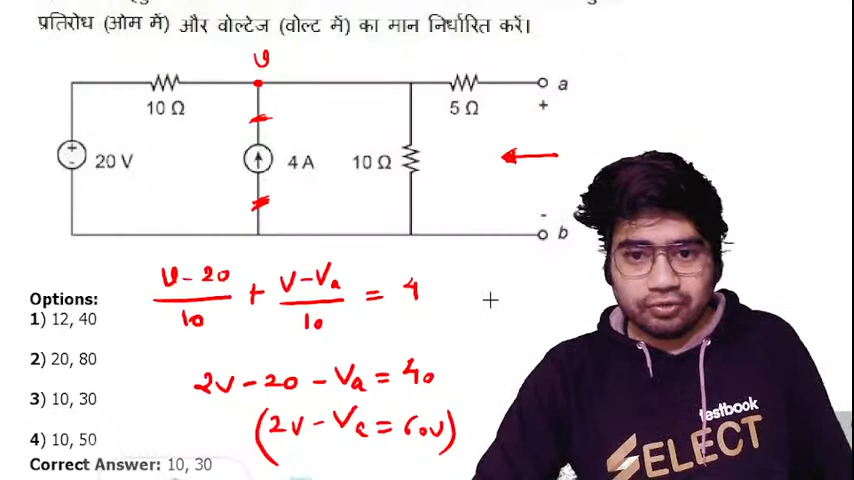 प्रतिरोध (ओम में) और वोल्टेज (वोल्ट में) का मान निर्धारित करें।
v
10 Ω
5 Ω
a
+
+
-
20 V
4 A
10 Ω
-
b
v - 20 / 10 + v - Va / 10 = 4
2v - 20 - Va = 40
(2v - Va = 60v)
Options:
1) 12, 40
2) 20, 80
3) 10, 30
4) 10, 50
Correct Answer: 10, 30
testbook
SELECT